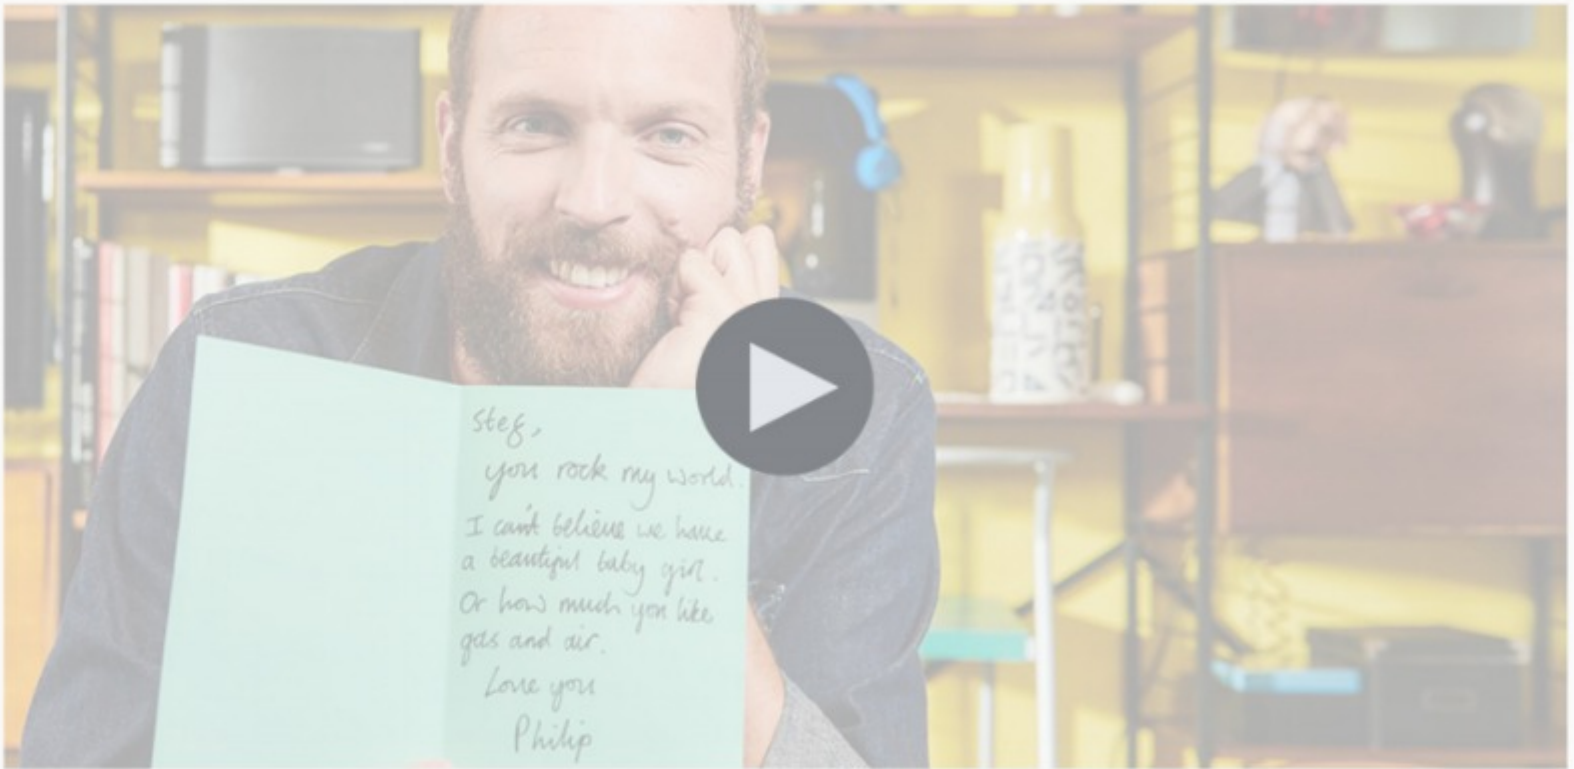 Stef,
you rock my world.
I can't believe we have
a beautiful baby girl.
Or how much you like
gas and air.
Love you
Philip